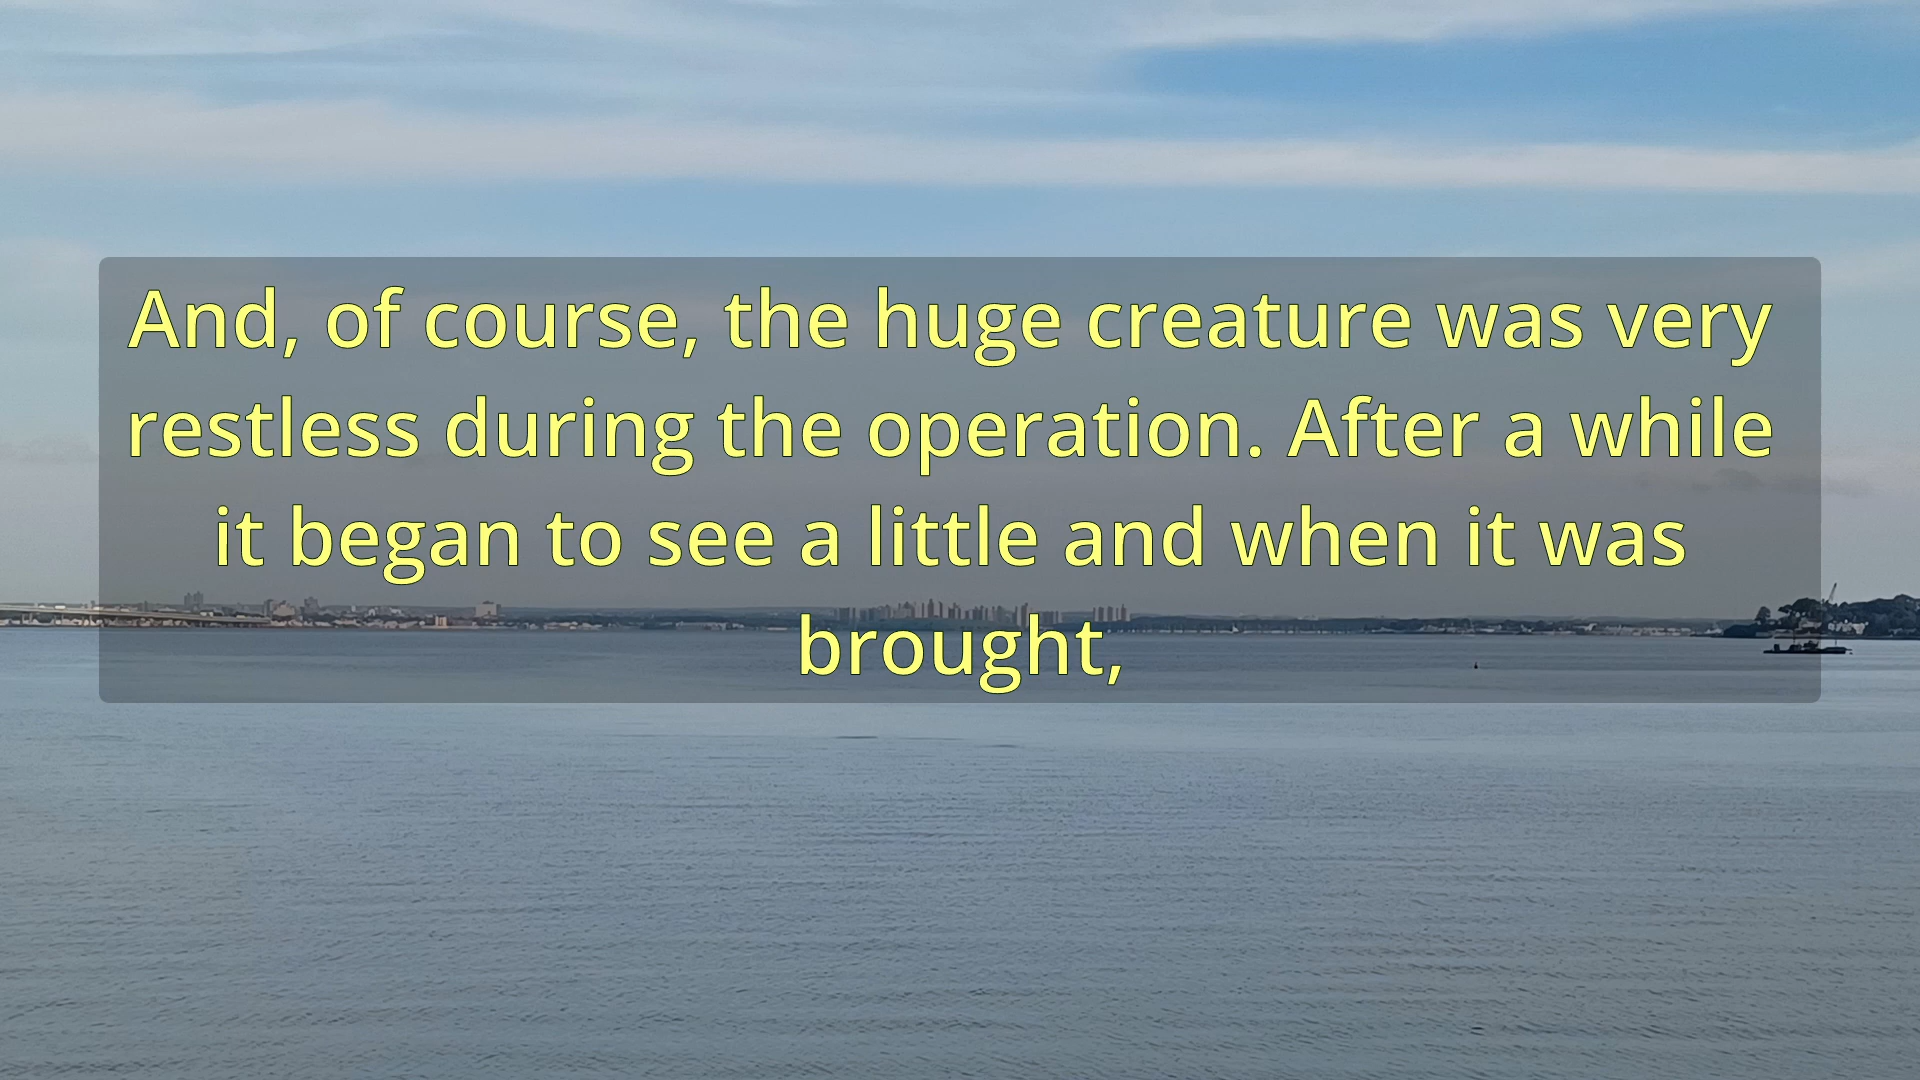 And, of course, the huge creature was very
restless during the operation. After a while
it began to see a little and when it was
brought,